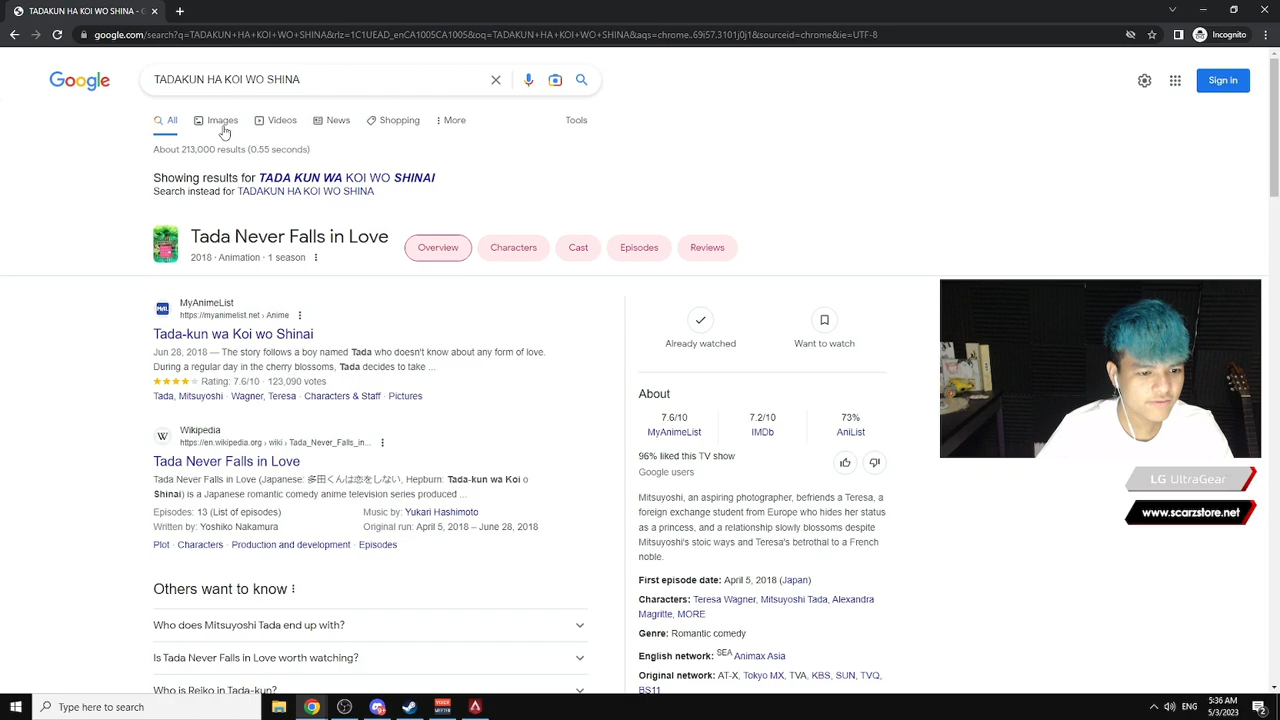 TADAKUN HA KOI WO SHINA - G
Incognito
google.com/search?q=TADAKUN+HA+KOI+WO+SHINA&rlz=1C1UEAD_enCA1005CA1005&oq=TADAKUN+HA+KOI+WO+SHINA&aqs=chrome..69i57.3101j0j1&sourceid=chrome&ie=UTF-8
Google
TADAKUN HA KOI WO SHINA
Sign in
All
Images
Videos
News
Shopping
More
Tools
About 213,000 results (0.55 seconds)
Showing results for TADA KUN WA KOI WO SHINAI
Search instead for TADAKUN HA KOI WO SHINA
Tada Never Falls in Love
2018 · Animation · 1 season
Overview
Characters
Cast
Episodes
Reviews
MyAnimeList
https://myanimelist.net › Anime
Tada-kun wa Koi wo Shinai
Jun 28, 2018 — The story follows a boy named Tada who doesn't know about any form of love.
During a regular day in the cherry blossoms, Tada decides to take ...
Rating: 7.6/10 · 123,090 votes
Tada, Mitsuyoshi · Wagner, Teresa · Characters & Staff · Pictures
W
Wikipedia
https://en.wikipedia.org › wiki › Tada_Never_Falls_in...
Tada Never Falls in Love
Tada Never Falls in Love (Japanese: 多田くんは恋をしない, Hepburn: Tada-kun wa Koi o
Shinai) is a Japanese romantic comedy anime television series produced ...
Episodes: 13 (List of episodes)
Music by: Yukari Hashimoto
Written by: Yoshiko Nakamura
Original run: April 5, 2018 – June 28, 2018
Plot · Characters · Production and development · Episodes
Others want to know
Who does Mitsuyoshi Tada end up with?
Is Tada Never Falls in Love worth watching?
Who is Reiko in Tada-kun?
Already watched
Want to watch
About
7.6/10
MyAnimeList
7.2/10
IMDb
73%
AniList
96% liked this TV show
Google users
Mitsuyoshi, an aspiring photographer, befriends a Teresa, a
foreign exchange student from Europe who hides her status
as a princess, and a relationship slowly blossoms despite
Mitsuyoshi's stoic ways and Teresa's betrothal to a French
noble.
First episode date: April 5, 2018 (Japan)
Characters: Teresa Wagner, Mitsuyoshi Tada, Alexandra
Magritte, MORE
Genre: Romantic comedy
English network: SEA Animax Asia
Original network: AT-X, Tokyo MX, TVA, KBS, SUN, TVQ,
BS11
LG UltraGear
www.scarzstore.net
Type here to search
ENG
5:36 AM
5/3/2023